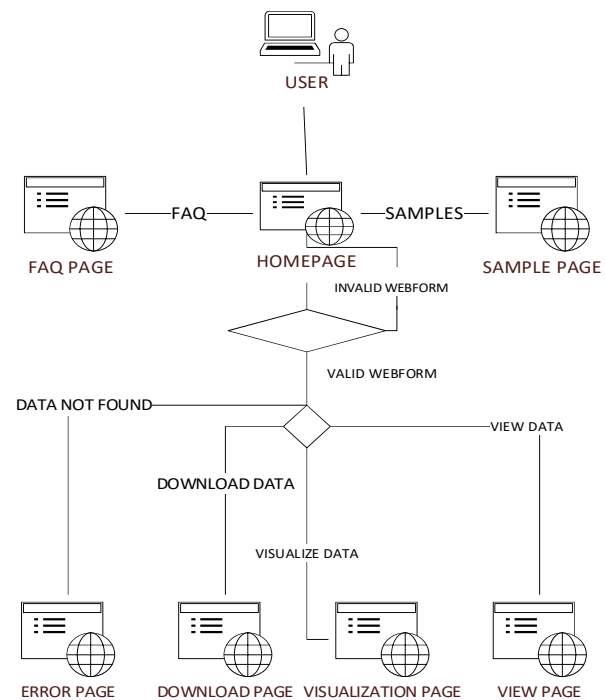 USER
FAQ
SAMPLES
FAQ PAGE
HOMEPAGE
SAMPLE PAGE
INVALID WEBFORM
VALID WEBFORM
DATA NOT FOUND
VIEW DATA
DOWNLOAD DATA
VISUALIZE DATA
ERROR PAGE
DOWNLOAD PAGE
VISUALIZATION PAGE
VIEW PAGE